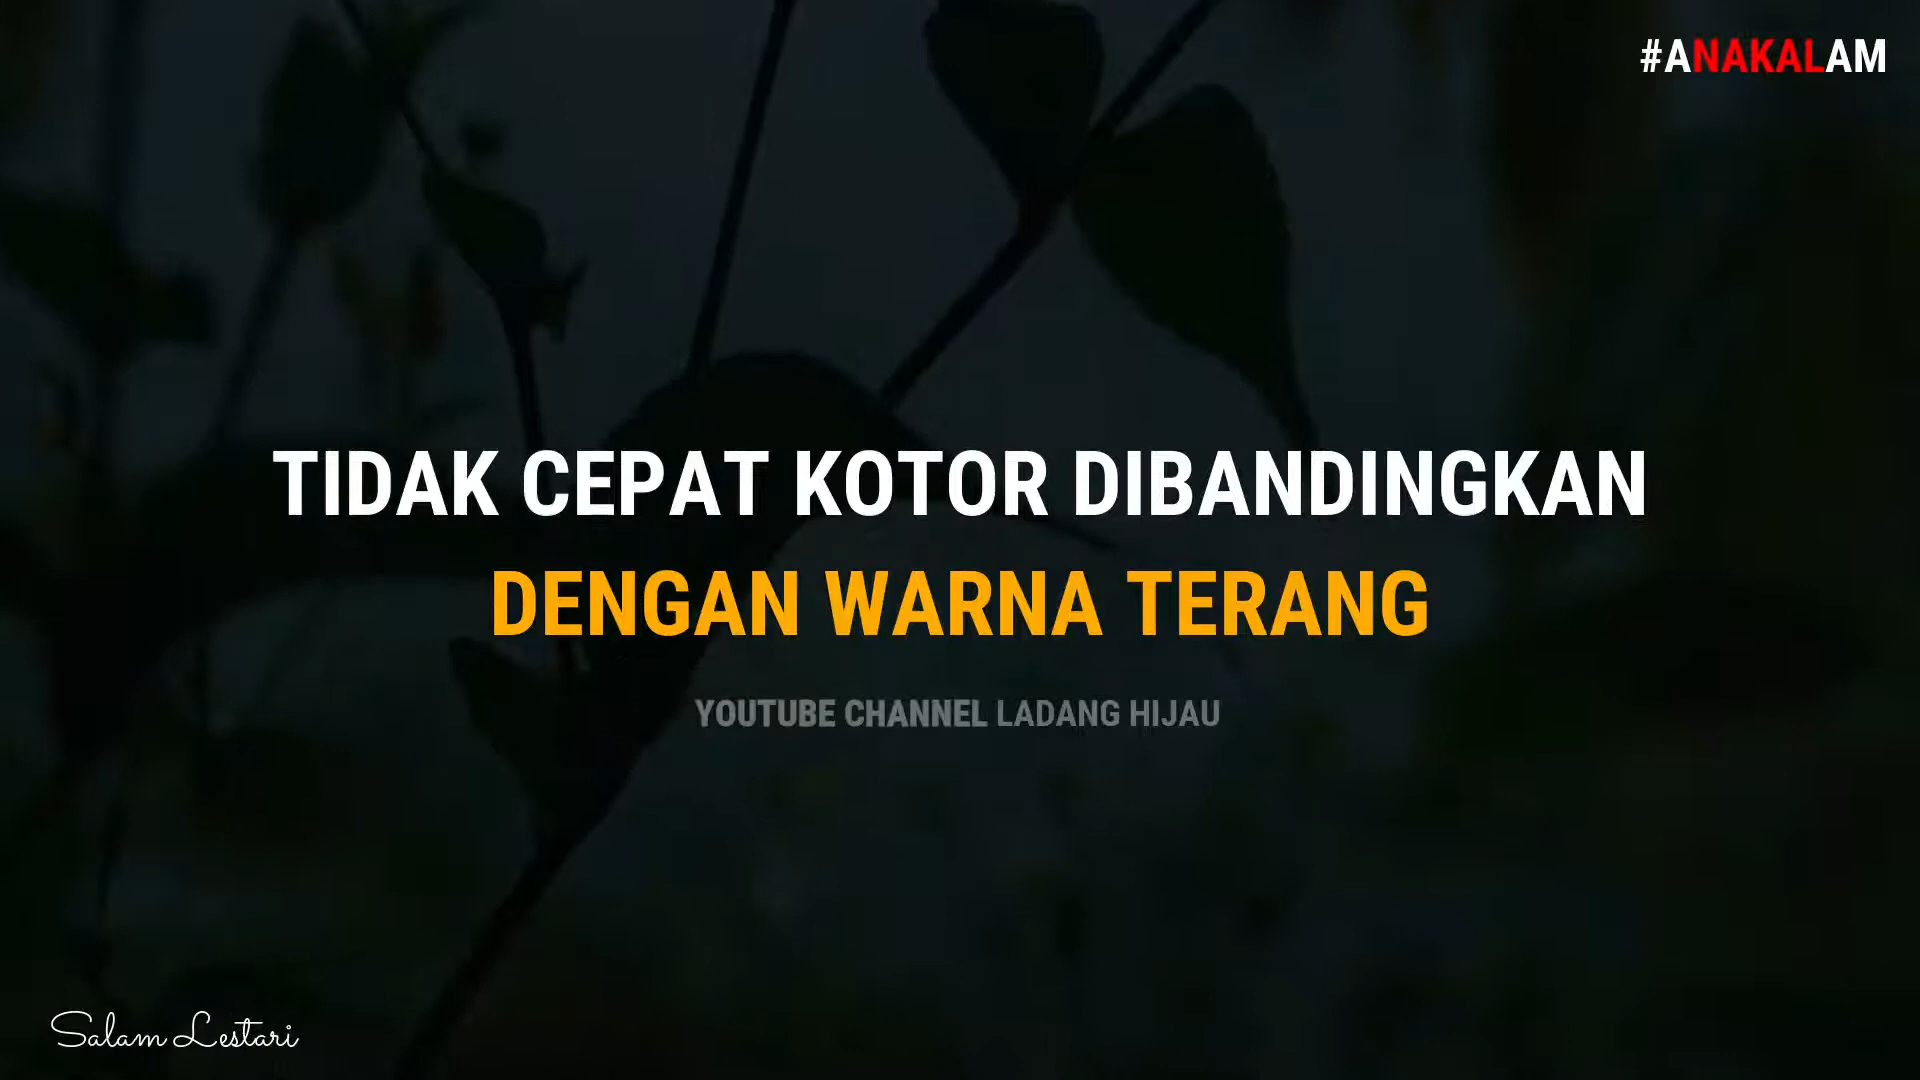 #ANAKALAM
TIDAK CEPAT KOTOR DIBANDINGKAN
DENGAN WARNA TERANG
YOUTUBE CHANNEL LADANG HIJAU
Salam Lestari